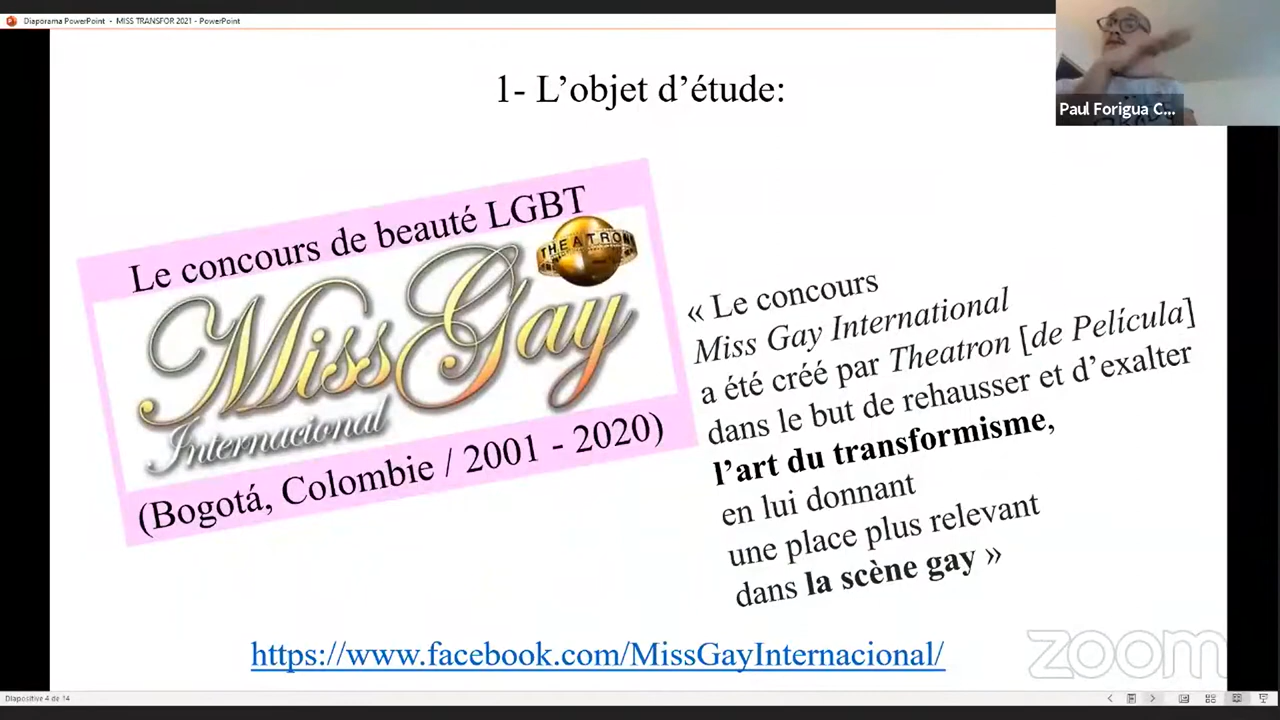 Diaporama PowerPoint - MISS TRANSFOR 2021 - PowerPoint
Paul Forigua C...
1- L'objet d'étude:
Le concours de beauté LGBT
THEATRON
Miss Gay
Internacional
(Bogotá, Colombie / 2001 - 2020)
« Le concours
Miss Gay International
a été créé par Theatron [de Película]
dans le but de rehausser et d'exalter
l'art du transformisme,
en lui donnant
une place plus relevant
dans la scène gay »
https://www.facebook.com/MissGayInternacional/
zoom
Diapositive 4 de 14